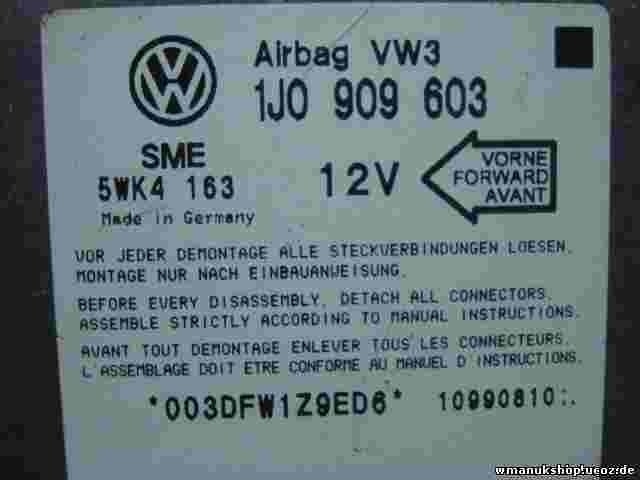 Airbag VW3
1J0 909 603
SME
5WK4 163
12V
VORNE
FORWARD
AVANT
Made in Germany
VOR JEDER DEMONTAGE ALLE STECKVERBINDUNGEN LOESEN.
MONTAGE NUR NACH EINBAUANWEISUNG.
BEFORE EVERY DISASSEMBLY, DETACH ALL CONNECTORS.
ASSEMBLE STRICTLY ACCORDING TO MANUAL INSTRUCTIONS.
AVANT TOUT DEMONTAGE ENLEVER TOUS LES CONNECTEURS.
L'ASSEMBLAGE DOIT ETRE CONFORME AU MANUEL D'INSTRUCTIONS.
*003DFW1Z9ED6* 10990810:.
wmanukshop.ucoz.de